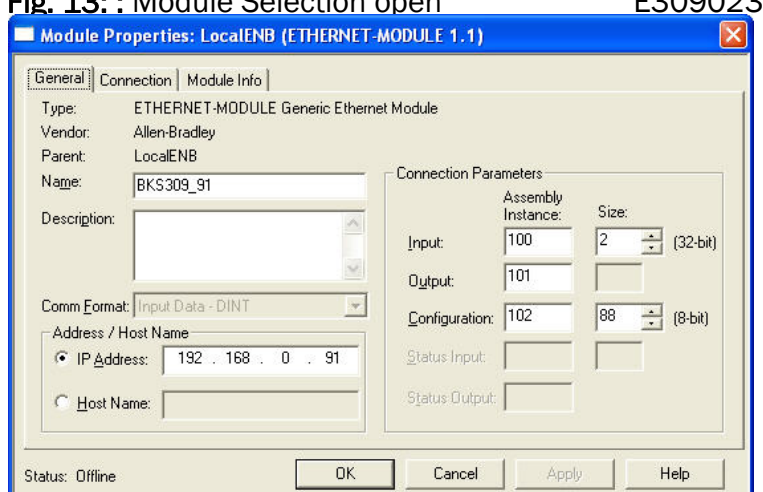 Fig. 13: : Module Selection open E309023
Module Properties: LocalENB (ETHERNET-MODULE 1.1)
General Connection Module Info
Type: ETHERNET-MODULE Generic Ethernet Module
Vendor: Allen-Bradley
Parent: LocalENB
Name: BKS309_91
Description:
Comm Format: Input Data - DINT
Address / Host Name
IP Address: 192 . 168 . 0 . 91
Host Name:
Connection Parameters
Assembly
Instance: Size:
Input: 100 2 (32-bit)
Output: 101
Configuration: 102 88 (8-bit)
Status Input:
Status Output:
Status: Offline OK Cancel Apply Help